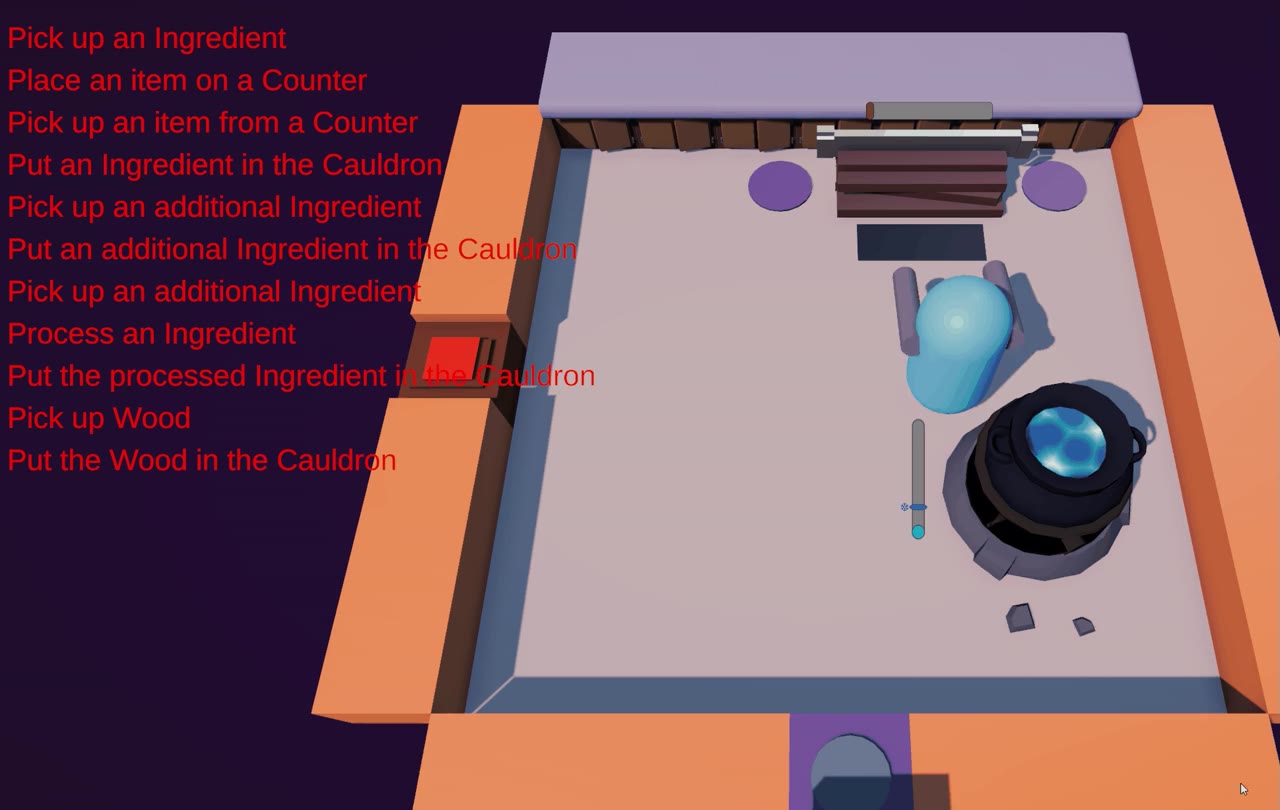 Pick up an Ingredient
Place an item on a Counter
Pick up an item from a Counter
Put an Ingredient in the Cauldron
Pick up an additional Ingredient
Put an additional Ingredient in the Cauldron
Pick up an additional Ingredient
Process an Ingredient
Put the processed Ingredient in the Cauldron
Pick up Wood
Put the Wood in the Cauldron